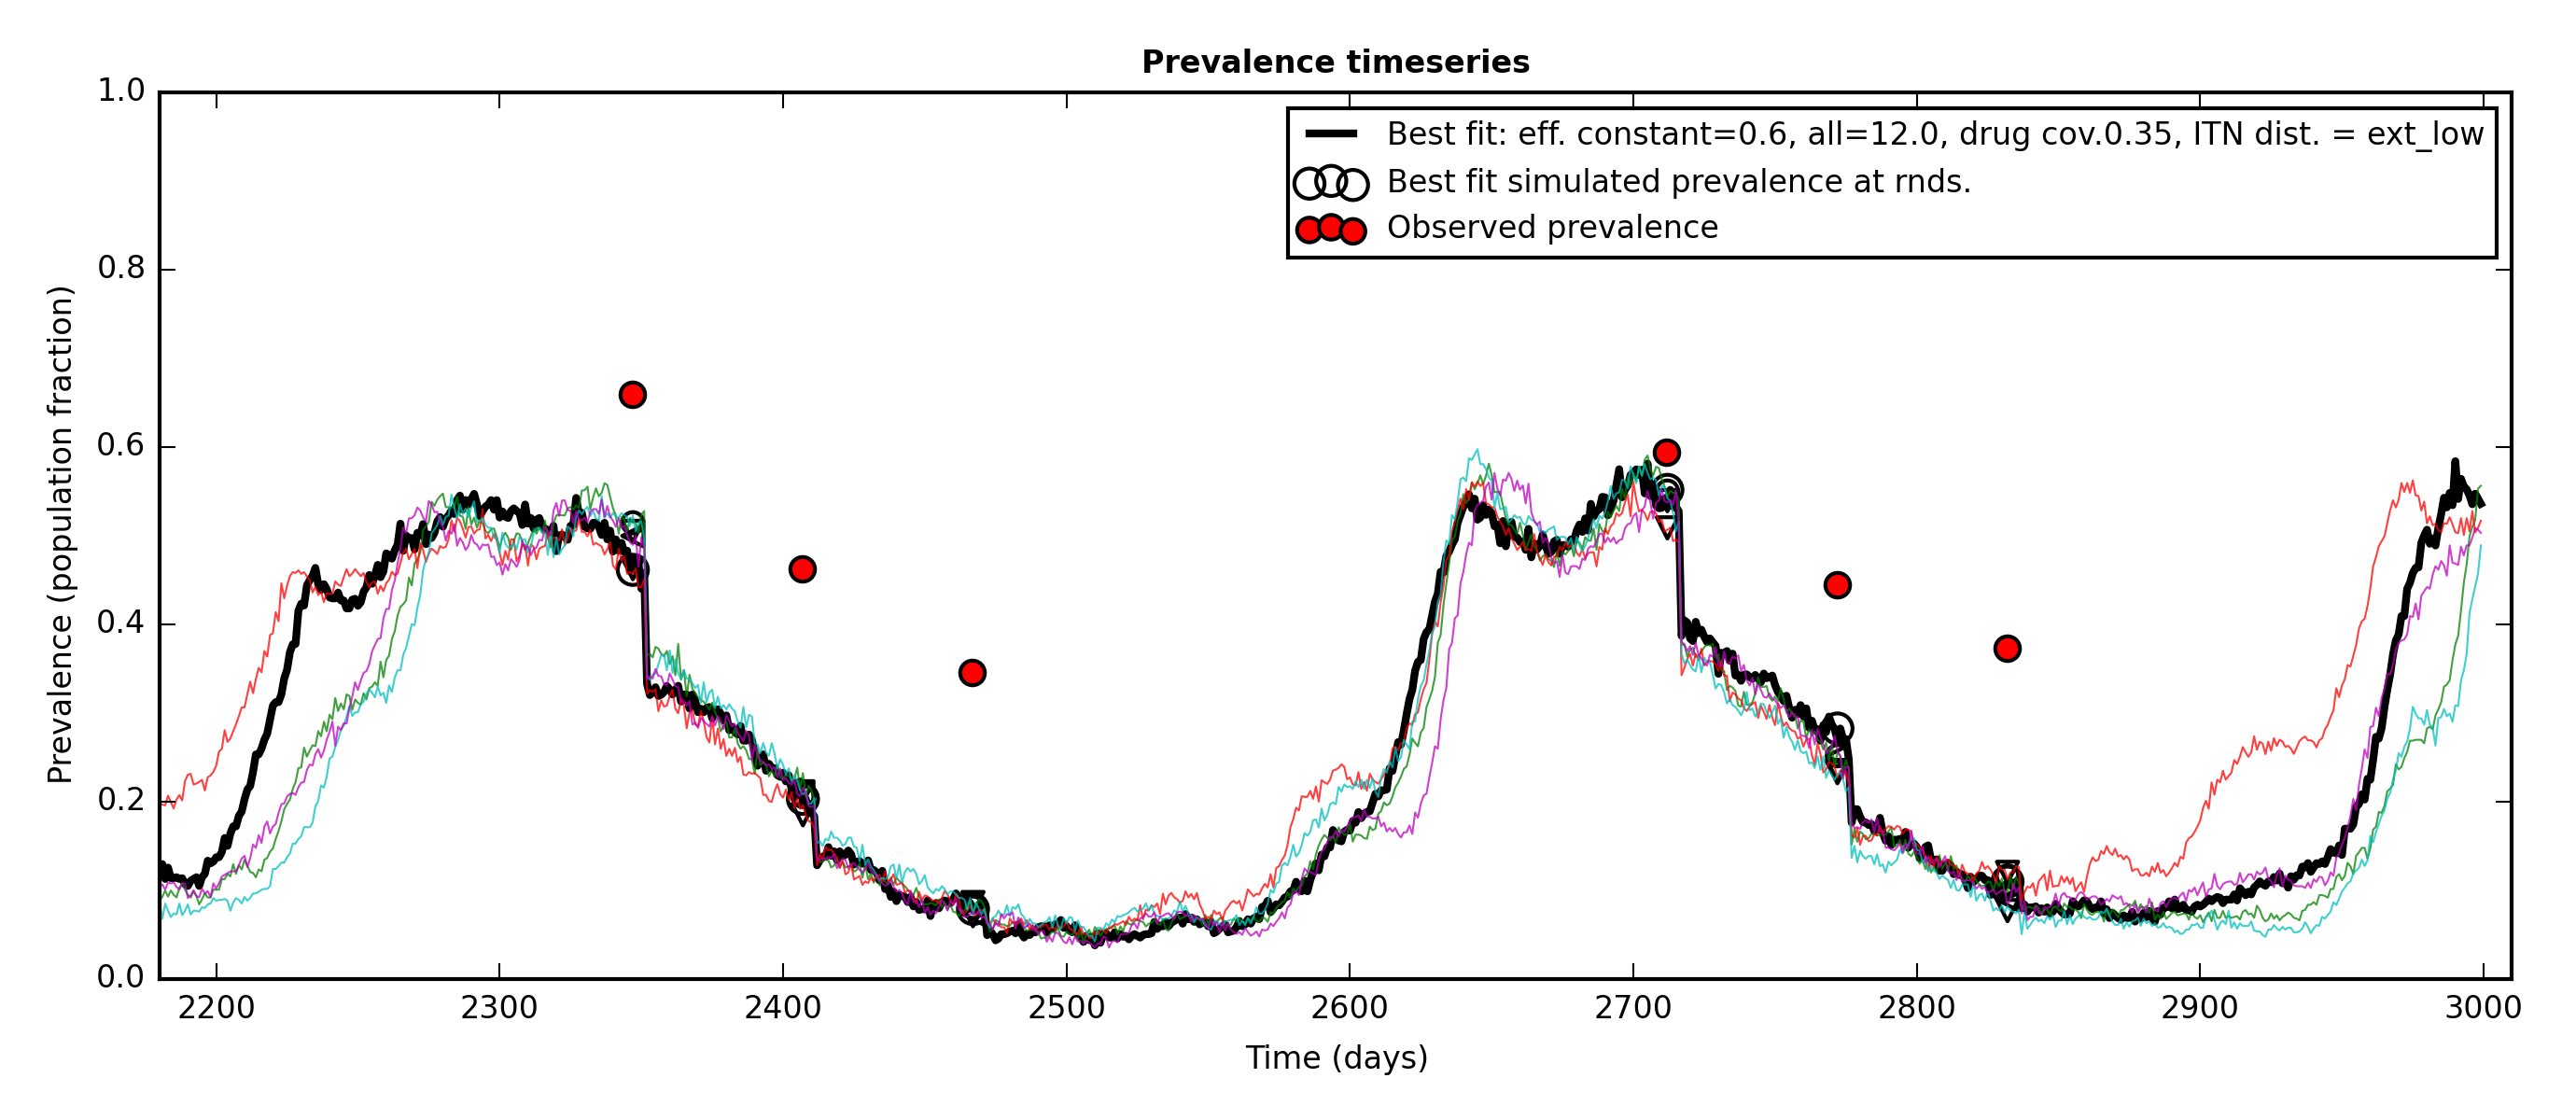 Prevalence timeseries
Best fit: eff. constant=0.6, all=12.0, drug cov.0.35, ITN dist. = ext_low
Best fit simulated prevalence at rnds.
Observed prevalence
Prevalence (population fraction)
1.0
0.8
0.6
0.4
0.2
0.0
2200 2300 2400 2500 2600 2700 2800 2900 3000
Time (days)